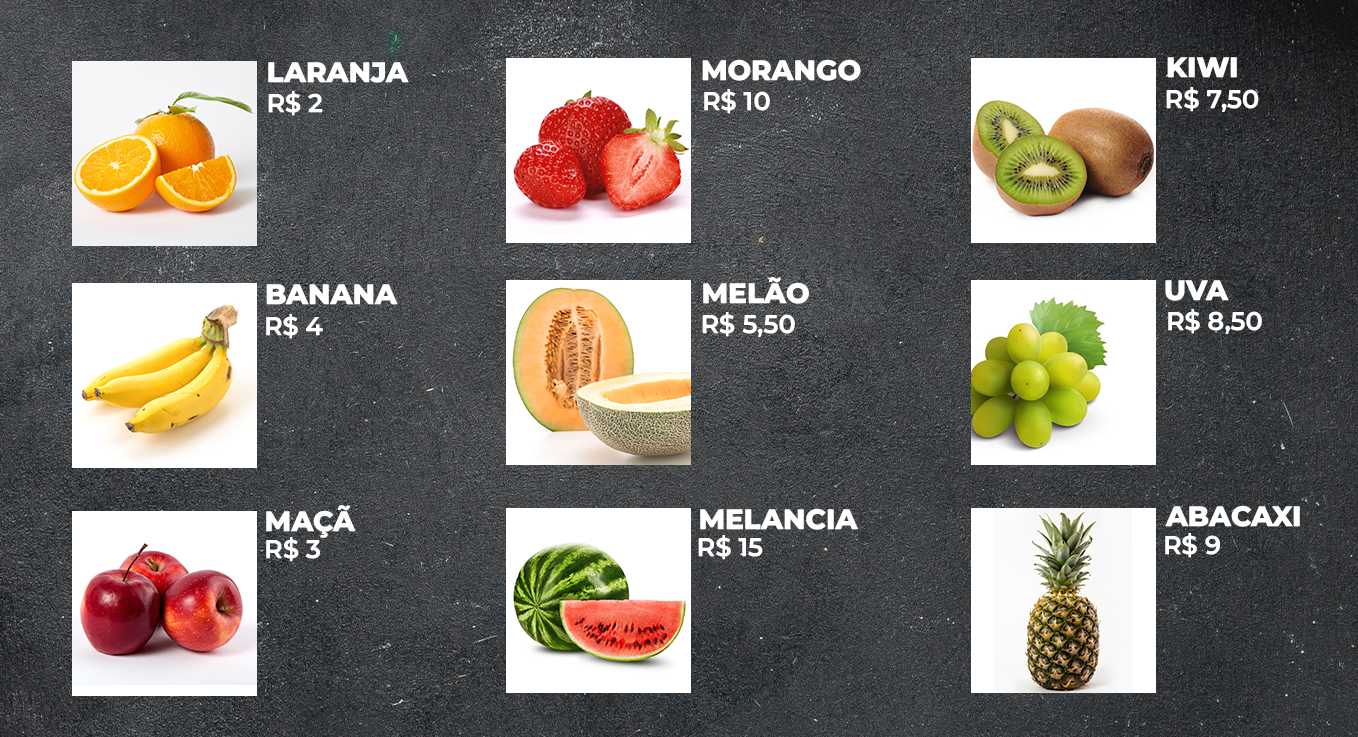 LARANJA
R$ 2
MORANGO
R$ 10
KIWI
R$ 7,50
BANANA
R$ 4
MELÃO
R$ 5,50
UVA
R$ 8,50
MAÇÃ
R$ 3
MELANCIA
R$ 15
ABACAXI
R$ 9